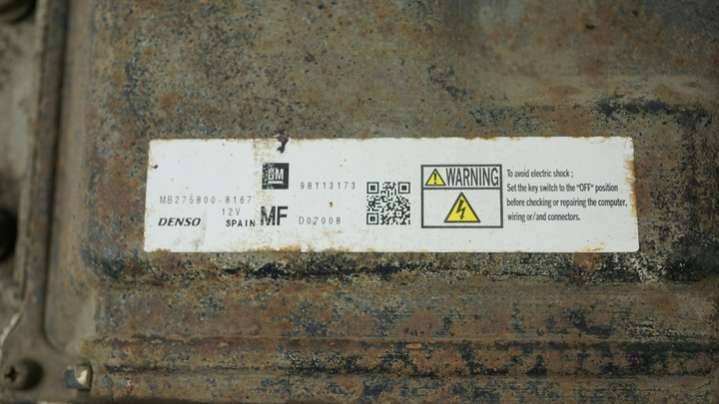 GM
98113173
MB275800-8167
12V
DENSO
SPAIN
MF
D0200B
WARNING
To avoid electric shock ;
Set the key switch to the "OFF" position
before checking or repairing the computer,
wiring or/and connectors.